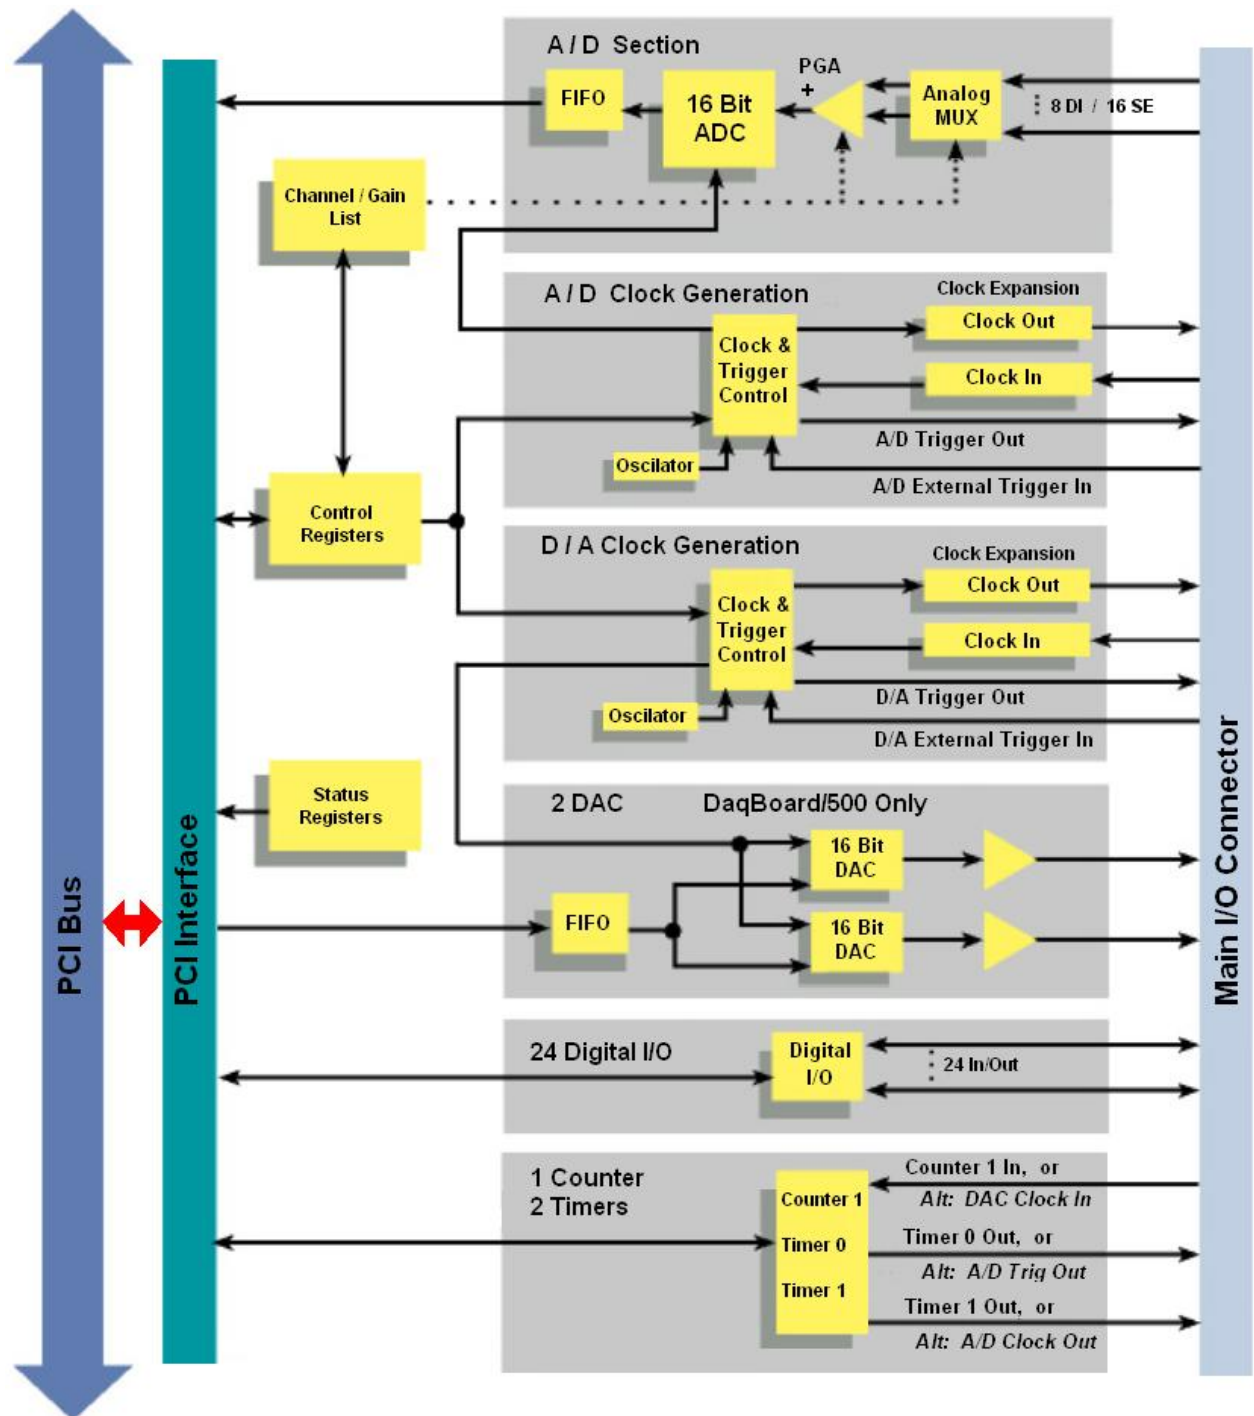 A / D  Section
PGA
+
FIFO
16 Bit
ADC
Analog
MUX
8 DI  /  16 SE
Channel / Gain
List
A / D  Clock Generation
Clock Expansion
Clock Out
Clock &
Trigger
Control
Clock In
A/D Trigger Out
Oscilator
A/D External Trigger In
Control
Registers
D / A Clock Generation
Clock Expansion
Clock Out
Clock &
Trigger
Control
Clock In
D/A Trigger Out
Oscilator
D/A External Trigger In
Status
Registers
2 DAC
DaqBoard/500 Only
16 Bit
DAC
FIFO
16 Bit
DAC
PCI Bus
PCI Interface
Main I/O Connector
24 Digital I/O
Digital
I/O
24 In/Out
1 Counter
2 Timers
Counter 1
Timer 0
Timer 1
Counter 1 In,  or
Alt:  DAC Clock In
Timer 0 Out,  or
Alt:  A/D Trig Out
Timer 1 Out,  or
Alt:  A/D Clock Out